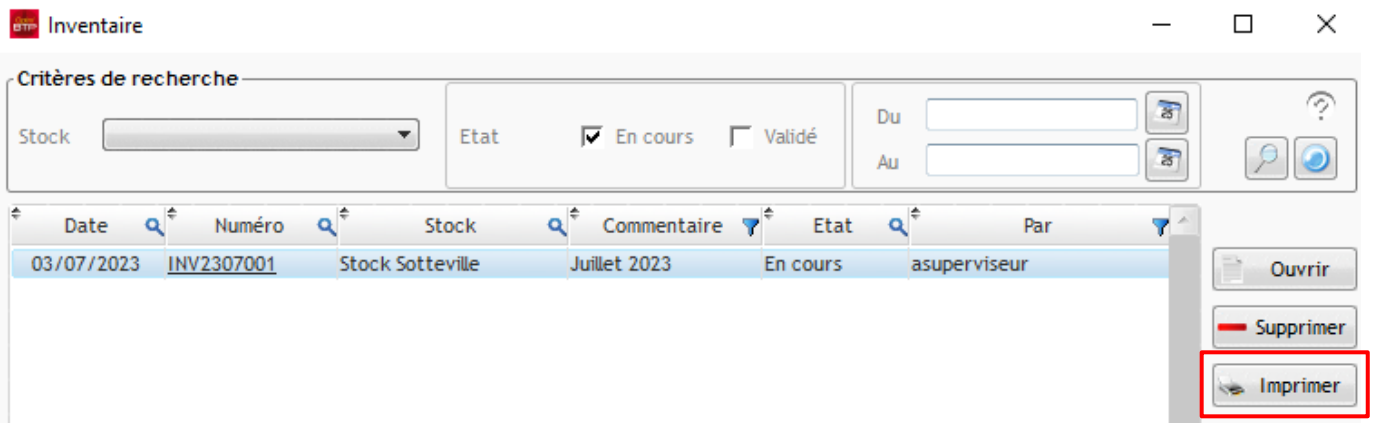 BTP Inventaire
Critères de recherche
Stock
Etat En cours Validé
Du
Au
Date Numéro Stock Commentaire Etat Par
03/07/2023 INV2307001 Stock Sotteville Juillet 2023 En cours asuperviseur
Ouvrir
Supprimer
Imprimer